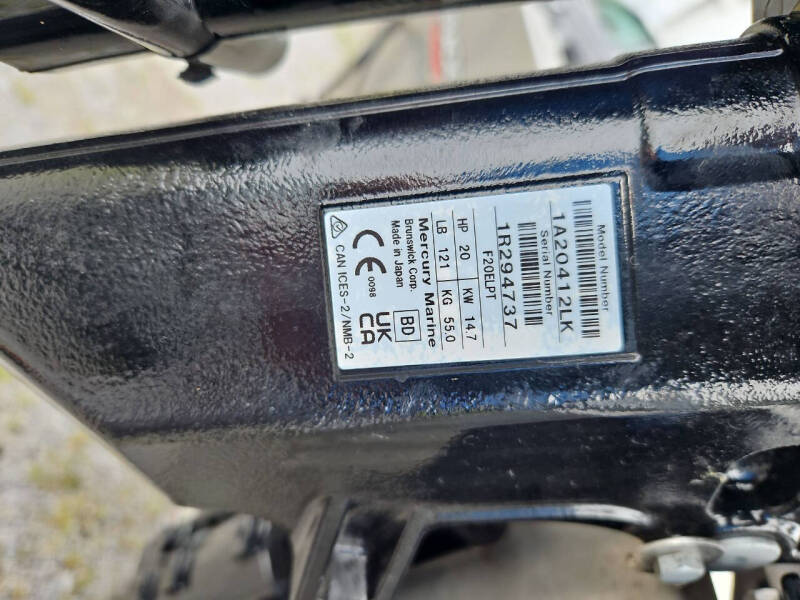 Model Number
1A20412LK
Serial Number
1R294737
F20ELPT
HP 20 KW 14.7
LB 121 KG 55.0
Mercury Marine
Brunswick Corp.
Made in Japan
BD
CE 0098 UK CA
CAN ICES-2/NMB-2